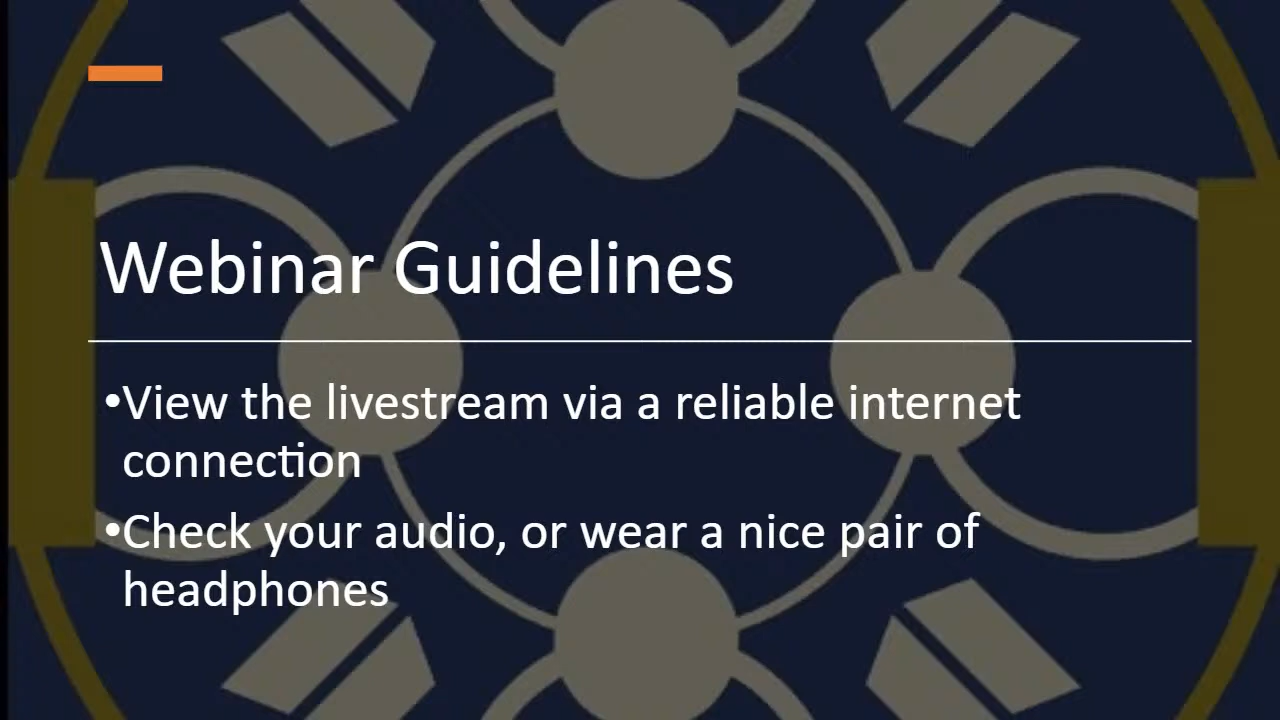 Webinar Guidelines
•View the livestream via a reliable internet
connection
•Check your audio, or wear a nice pair of
headphones